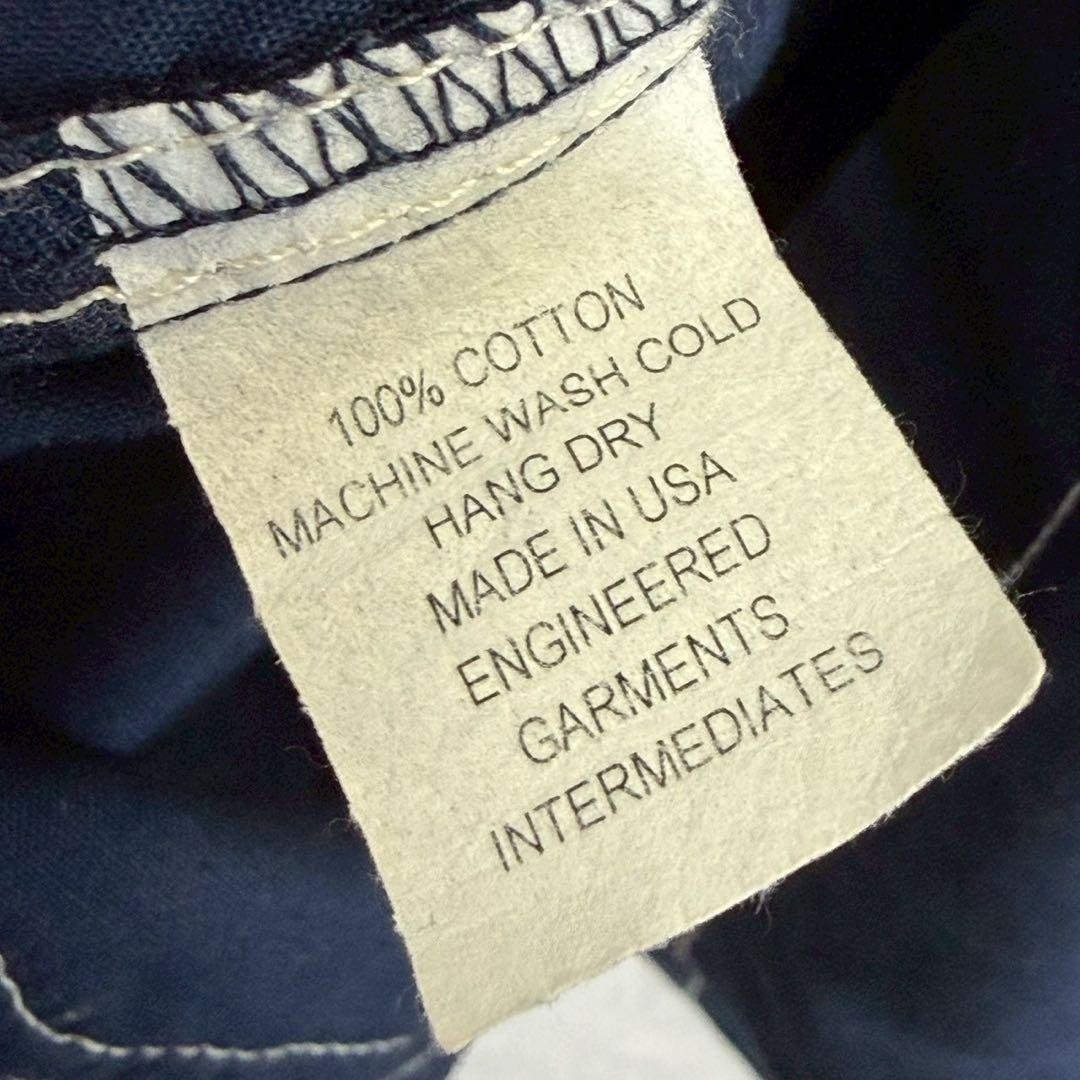 100% COTTON
MACHINE WASH COLD
HANG DRY
MADE IN USA
ENGINEERED
GARMENTS
INTERMEDIATES